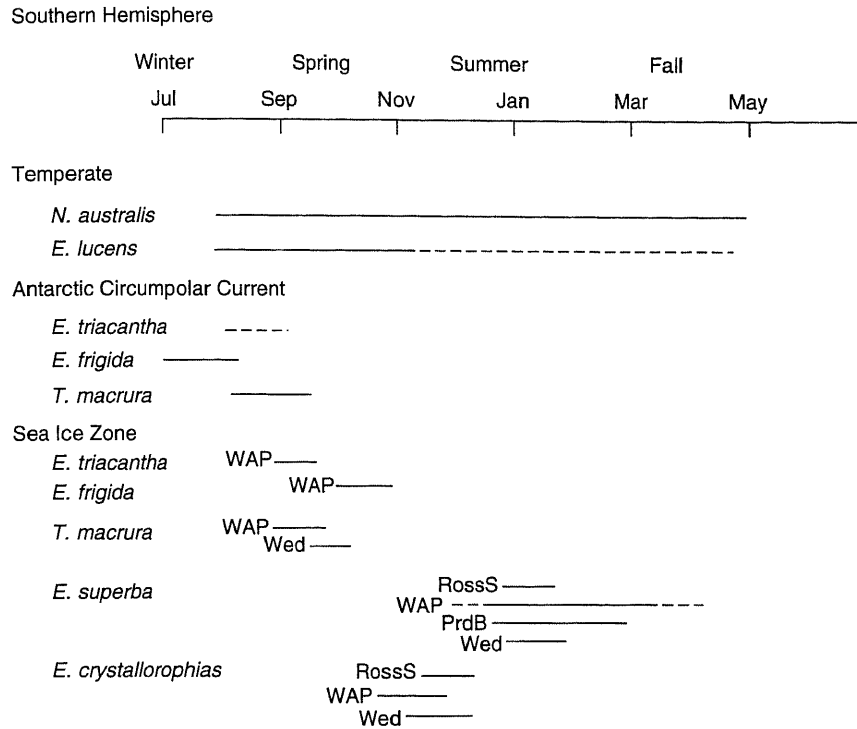 Southern Hemisphere
Winter Spring Summer Fall
Jul Sep Nov Jan Mar May
Temperate
N. australis
E. lucens
Antarctic Circumpolar Current
E. triacantha
E. frigida
T. macrura
Sea Ice Zone
E. triacantha WAP
E. frigida WAP
T. macrura WAP
Wed
E. superba RossS
WAP
PrdB
Wed
E. crystallorophias RossS
WAP
Wed